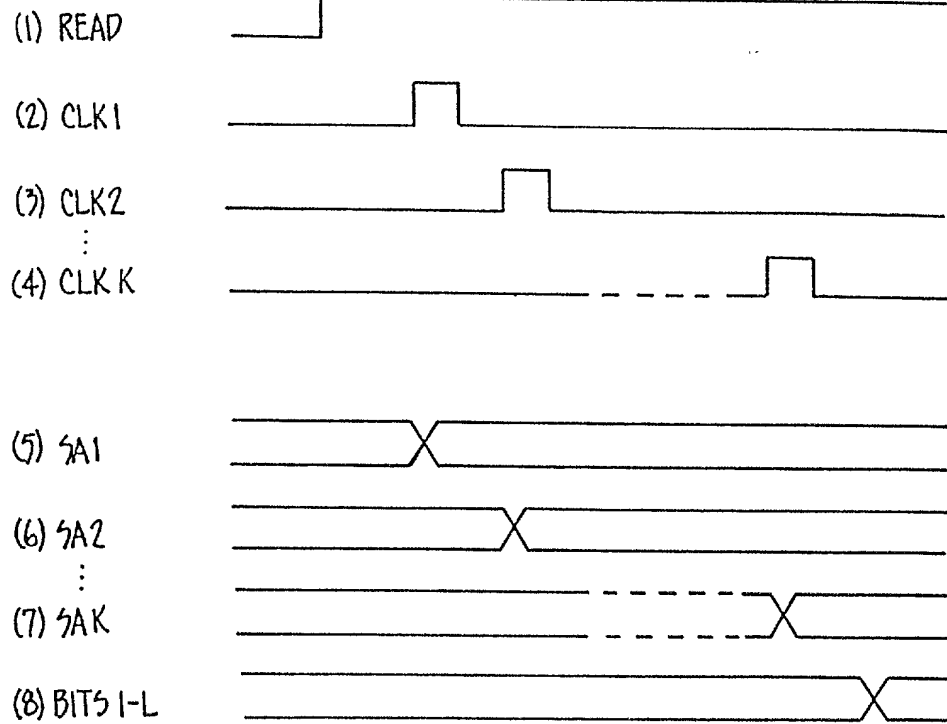 (1) READ
(2) CLK1
(3) CLK2
⋮
(4) CLK K
(5) SA1
(6) SA2
⋮
(7) SAK
(8) BITS 1-L